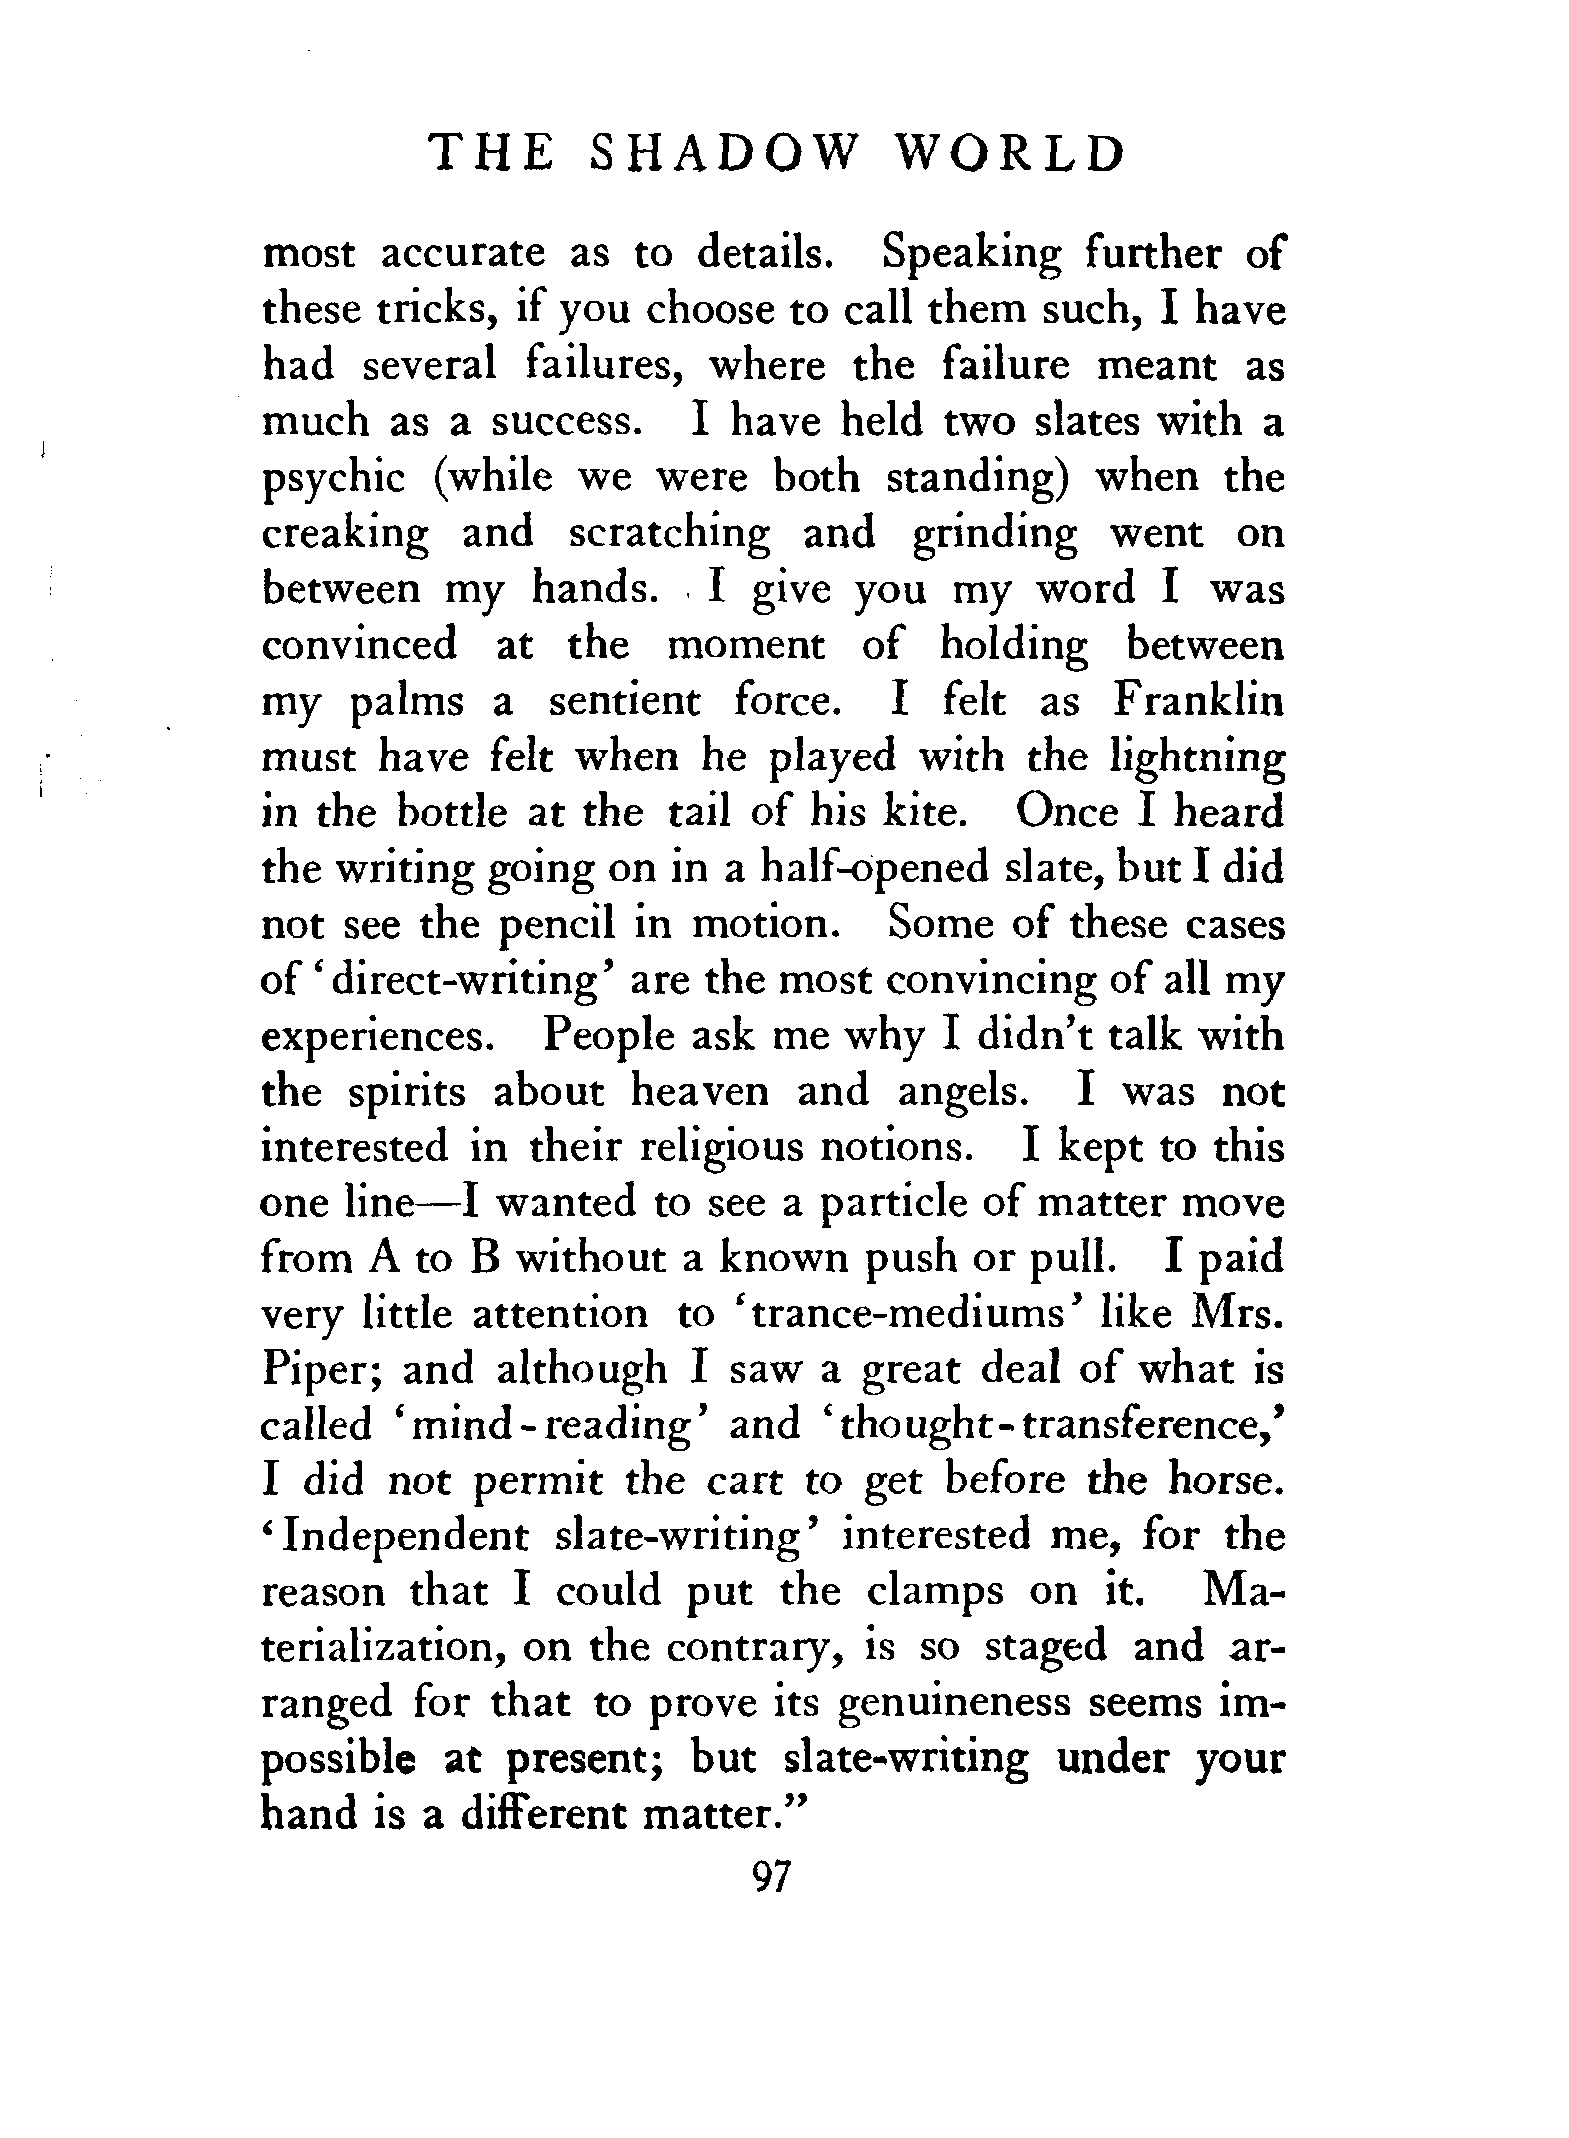 THE SHADOW WORLD
most accurate as to details. Speaking further of
these tricks, if you choose to call them such, I have
had several failures, where the failure meant as
much as a success. I have held two slates with a
psychic (while we were both standing) when the
creaking and scratching and grinding went on
between my hands. I give you my word I was
convinced at the moment of holding between
my palms a sentient force. I felt as Franklin
must have felt when he played with the lightning
in the bottle at the tail of his kite. Once I heard
the writing going on in a half-opened slate, but I did
not see the pencil in motion. Some of these cases
of ‘direct-writing’ are the most convincing of all my
experiences. People ask me why I didn’t talk with
the spirits about heaven and angels. I was not
interested in their religious notions. I kept to this
one line—I wanted to see a particle of matter move
from A to B without a known push or pull. I paid
very little attention to ‘trance-mediums’ like Mrs.
Piper; and although I saw a great deal of what is
called ‘mind-reading’ and ‘thought-transference,’
I did not permit the cart to get before the horse.
‘Independent slate-writing’ interested me, for the
reason that I could put the clamps on it. Ma-
terialization, on the contrary, is so staged and ar-
ranged for that to prove its genuineness seems im-
possible at present; but slate-writing under your
hand is a different matter.”
97